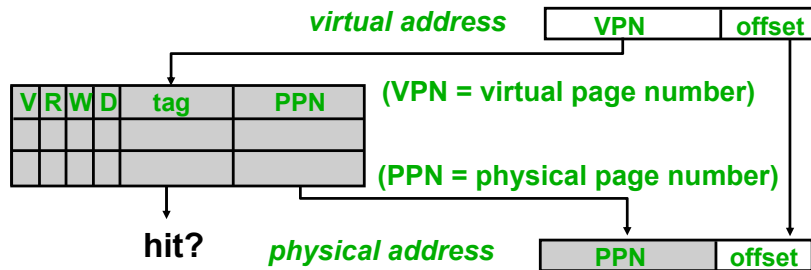 virtual address
VPN offset
V R W D tag PPN
(VPN = virtual page number)
(PPN = physical page number)
hit?
physical address
PPN offset